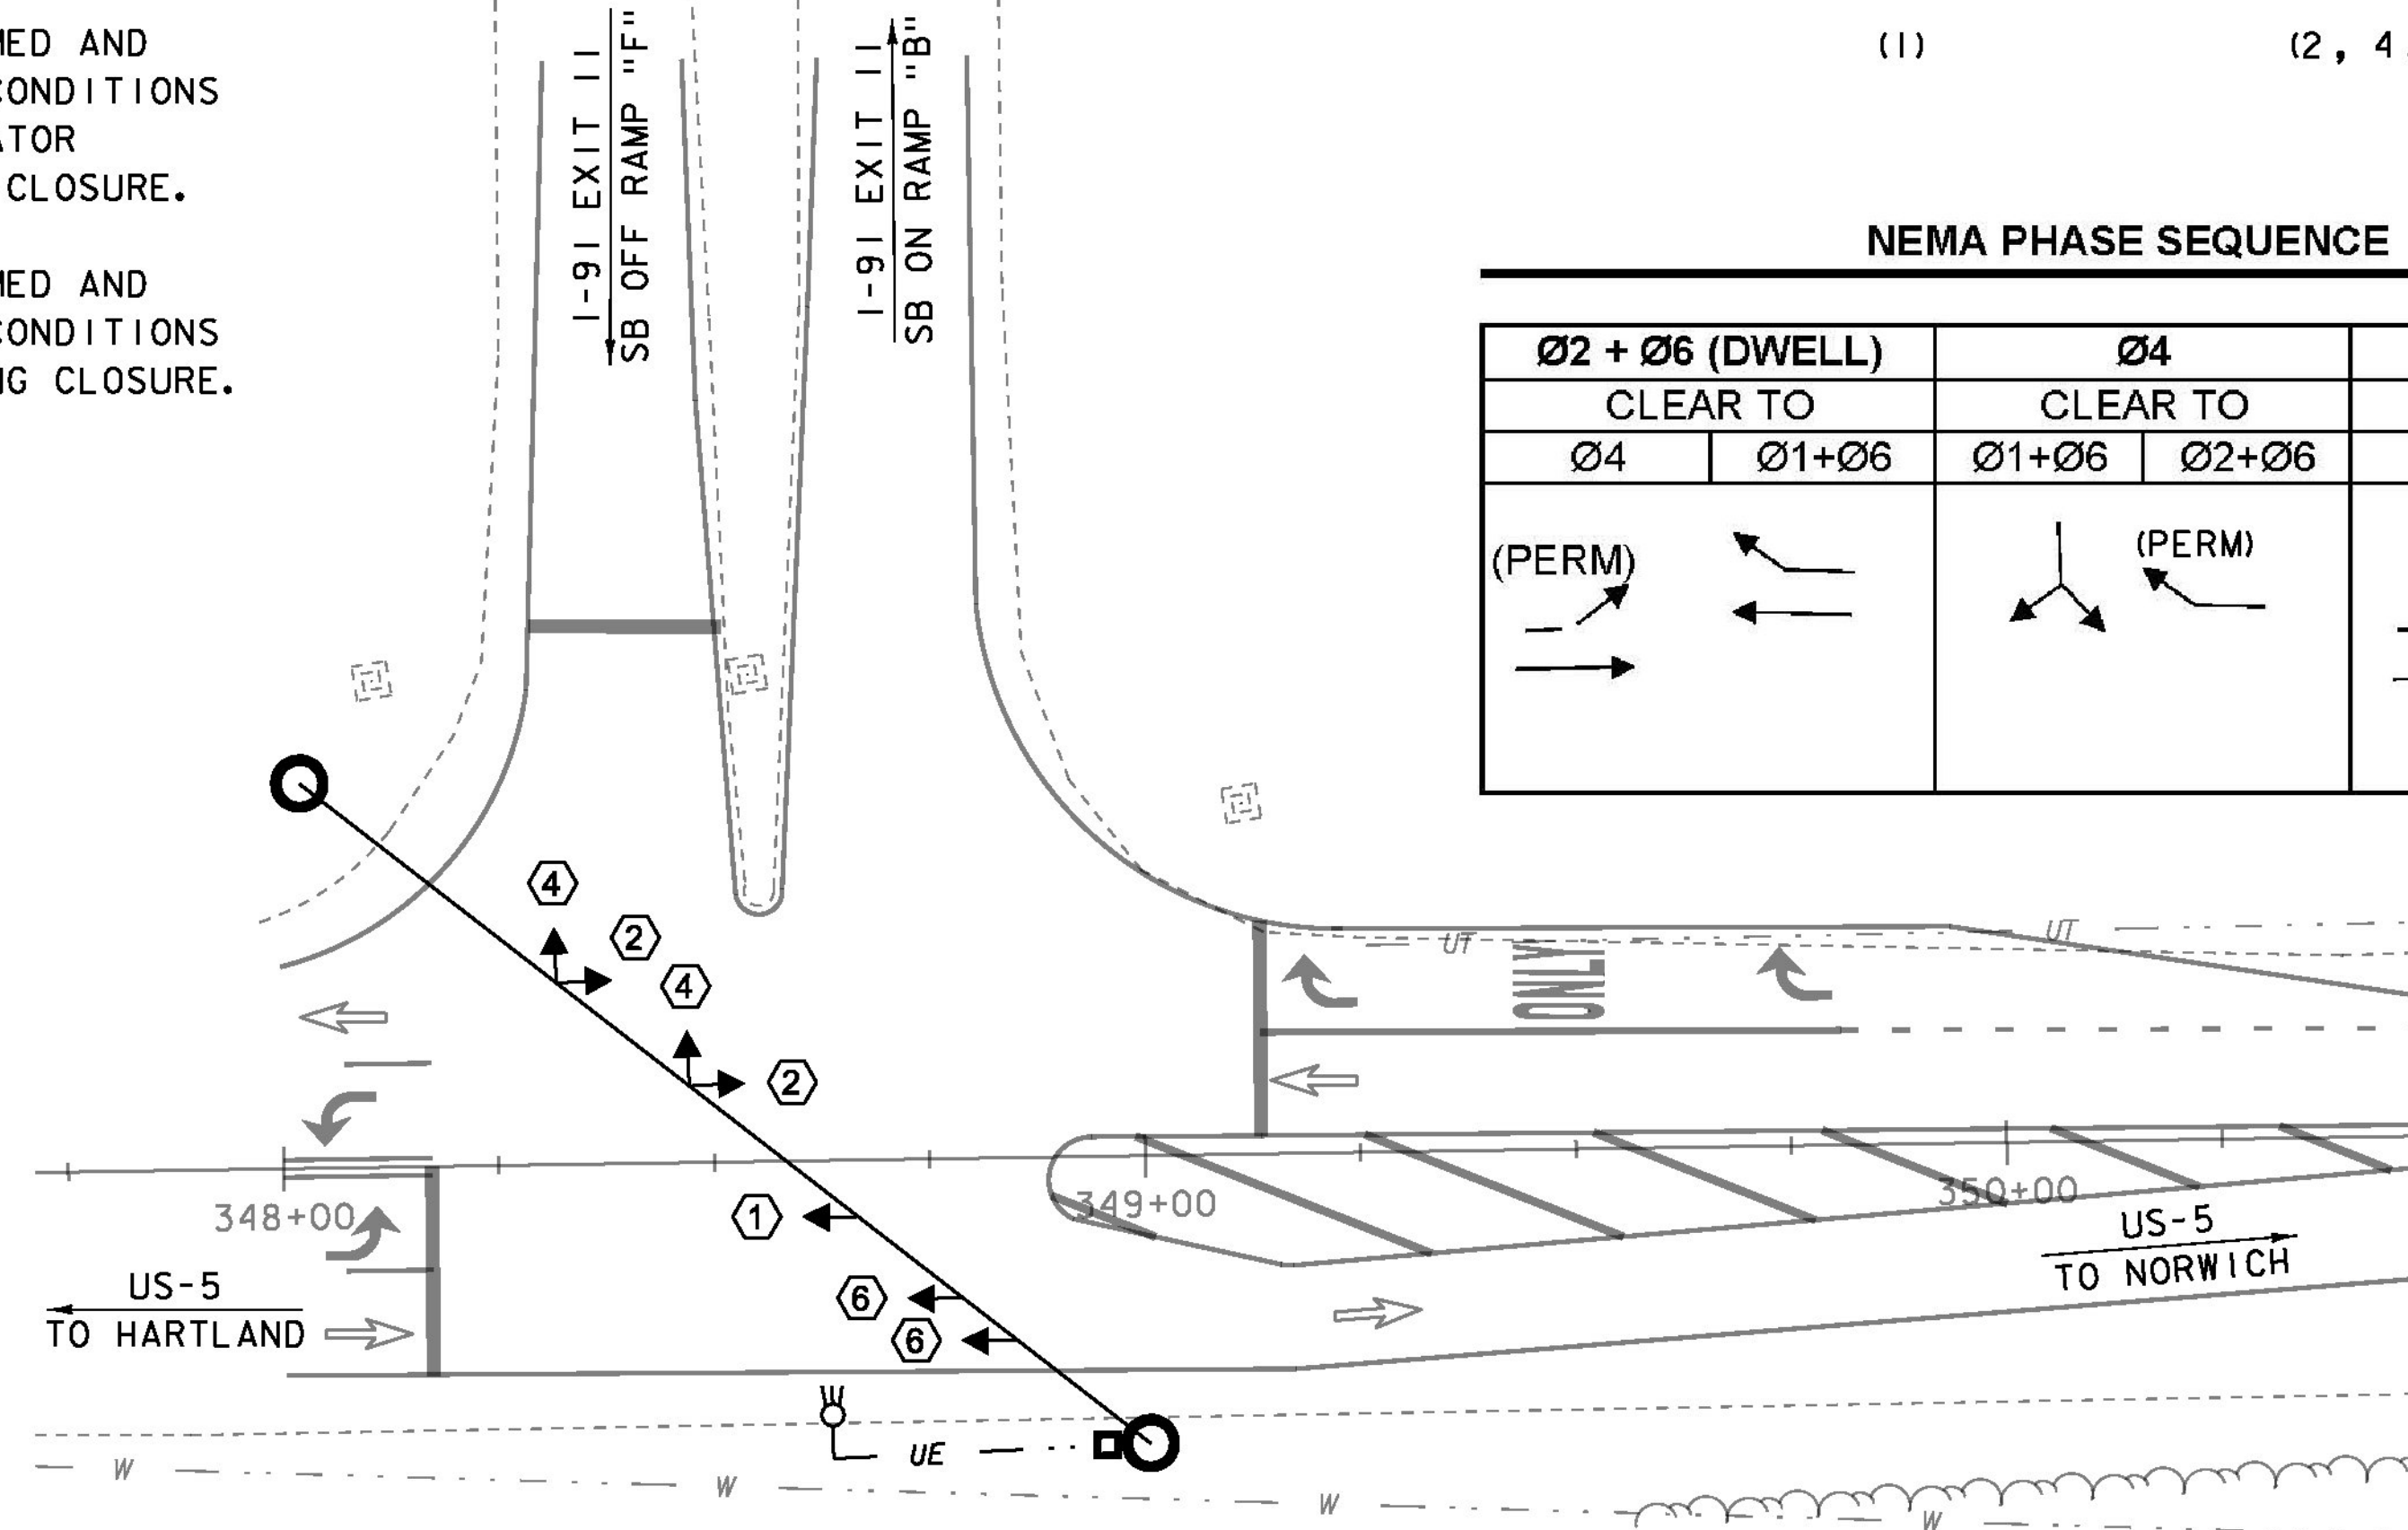 MED AND
CONDITIONS
ATOR
CLOSURE.
MED AND
CONDITIONS
NG CLOSURE.
I-91 EXIT 11
SB OFF RAMP "F"
I-91 EXIT 11
SB ON RAMP "B"
(1)
(2, 4
NEMA PHASE SEQUENCE
Ø2 + Ø6 (DWELL)
Ø4
CLEAR TO
CLEAR TO
Ø4
Ø1+Ø6
Ø1+Ø6
Ø2+Ø6
(PERM)
(PERM)
4
2
4
2
1
6
6
UT
UT
ONLY
348+00
349+00
350+00
US-5
TO HARTLAND
US-5
TO NORWICH
UE
W
W
W
W